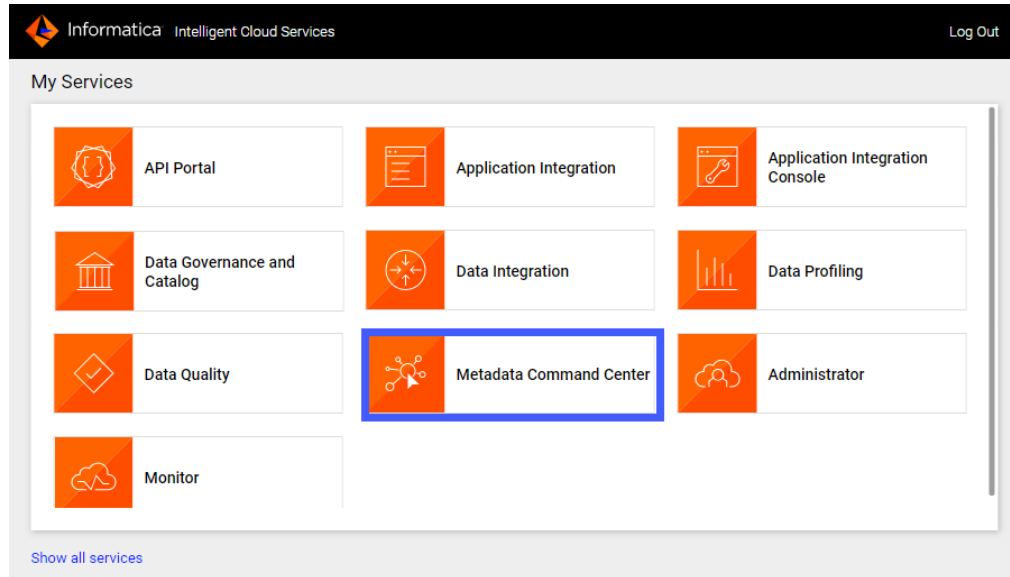 Informatica Intelligent Cloud Services Log Out
My Services
API Portal
Application Integration
Application Integration
Console
Data Governance and
Catalog
Data Integration
Data Profiling
Data Quality
Metadata Command Center
Administrator
Monitor
Show all services